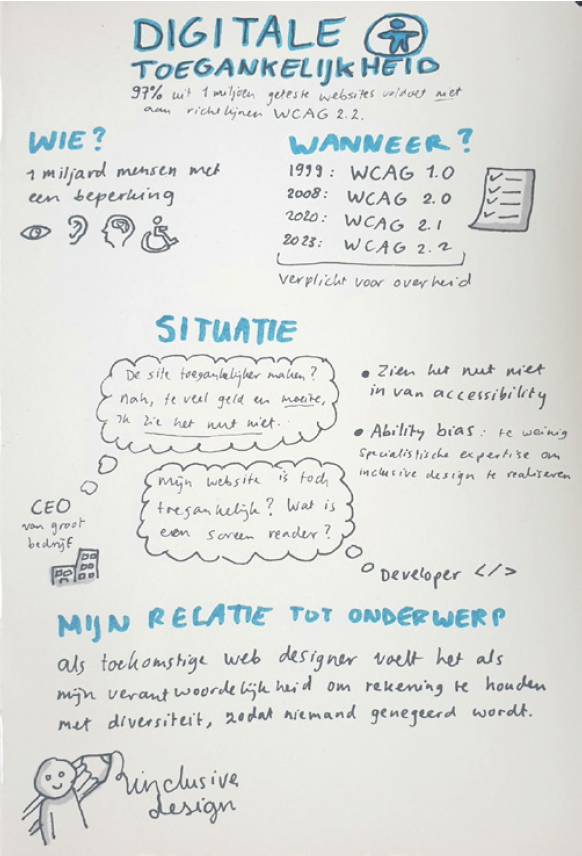 DIGITALE
TOEGANKELIJKHEID
97% uit 1 miljoen geteste websites voldoet niet
aan richtlijnen WCAG 2.2.
WIE?
1 miljard mensen met
een beperking
WANNEER?
1999: WCAG 1.0
2008: WCAG 2.0
2020: WCAG 2.1
2023: WCAG 2.2
verplicht voor overheid
SITUATIE
De site toegankelijker maken?
Nah, te veel geld en moeite,
ik zie het nut niet..
• Zien het nut niet
in van accessibility
• Ability bias: te weinig
specialistische expertise om
inclusive design te realiseren
CEO
van groot
bedrijf
Mijn website is toch
toegankelijk? Wat is
een screen reader?
Developer </>
MIJN RELATIE TOT ONDERWERP
als toekomstige web designer voelt het als
mijn verantwoordelijkheid om rekening te houden
met diversiteit, zodat niemand genegeerd wordt.
inclusive
design